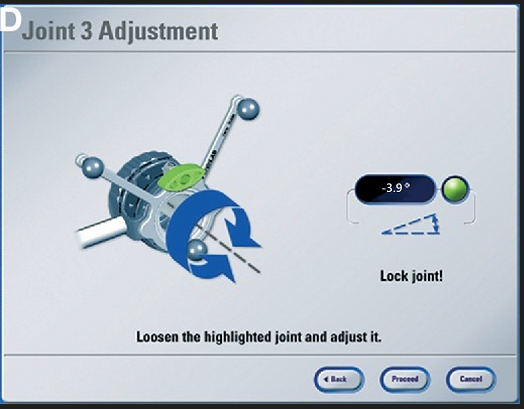 D
Joint 3 Adjustment
-3.9°
Lock joint!
Loosen the highlighted joint and adjust it.
Back
Proceed
Cancel